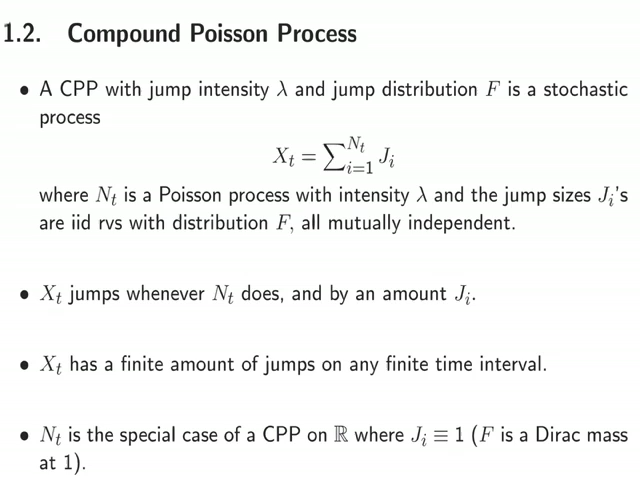 1.2. Compound Poisson Process
• A CPP with jump intensity λ and jump distribution F is a stochastic
process
X_t = ∑_{i=1}^{N_t} J_i
where N_t is a Poisson process with intensity λ and the jump sizes J_i's
are iid rvs with distribution F, all mutually independent.
• X_t jumps whenever N_t does, and by an amount J_i.
• X_t has a finite amount of jumps on any finite time interval.
• N_t is the special case of a CPP on ℝ where J_i ≡ 1 (F is a Dirac mass
at 1).